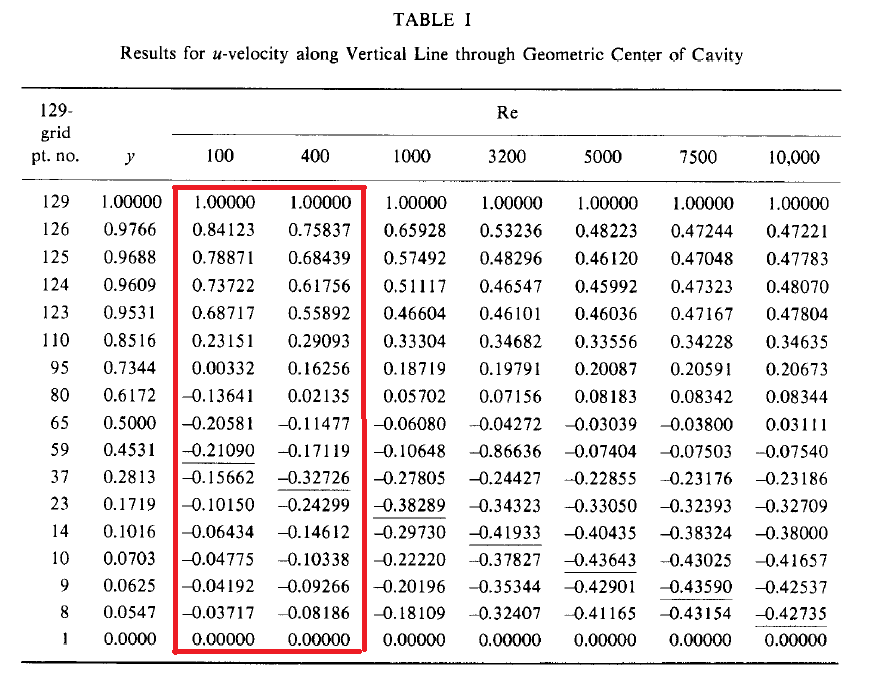 TABLE I
Results for u-velocity along Vertical Line through Geometric Center of Cavity
129-
grid
pt. no. y
Re
100 400 1000 3200 5000 7500 10,000
129 1.00000 1.00000 1.00000 1.00000 1.00000 1.00000 1.00000 1.00000
126 0.9766 0.84123 0.75837 0.65928 0.53236 0.48223 0.47244 0.47221
125 0.9688 0.78871 0.68439 0.57492 0.48296 0.46120 0.47048 0.47783
124 0.9609 0.73722 0.61756 0.51117 0.46547 0.45992 0.47323 0.48070
123 0.9531 0.68717 0.55892 0.46604 0.46101 0.46036 0.47167 0.47804
110 0.8516 0.23151 0.29093 0.33304 0.34682 0.33556 0.34228 0.34635
95 0.7344 0.00332 0.16256 0.18719 0.19791 0.20087 0.20591 0.20673
80 0.6172 –0.13641 0.02135 0.05702 0.07156 0.08183 0.08342 0.08344
65 0.5000 –0.20581 –0.11477 –0.06080 –0.04272 –0.03039 –0.03800 0.03111
59 0.4531 –0.21090 –0.17119 –0.10648 –0.86636 –0.07404 –0.07503 –0.07540
37 0.2813 –0.15662 –0.32726 –0.27805 –0.24427 –0.22855 –0.23176 –0.23186
23 0.1719 –0.10150 –0.24299 –0.38289 –0.34323 –0.33050 –0.32393 –0.32709
14 0.1016 –0.06434 –0.14612 –0.29730 –0.41933 –0.40435 –0.38324 –0.38000
10 0.0703 –0.04775 –0.10338 –0.22220 –0.37827 –0.43643 –0.43025 –0.41657
9 0.0625 –0.04192 –0.09266 –0.20196 –0.35344 –0.42901 –0.43590 –0.42537
8 0.0547 –0.03717 –0.08186 –0.18109 –0.32407 –0.41165 –0.43154 –0.42735
1 0.0000 0.00000 0.00000 0.00000 0.00000 0.00000 0.00000 0.00000